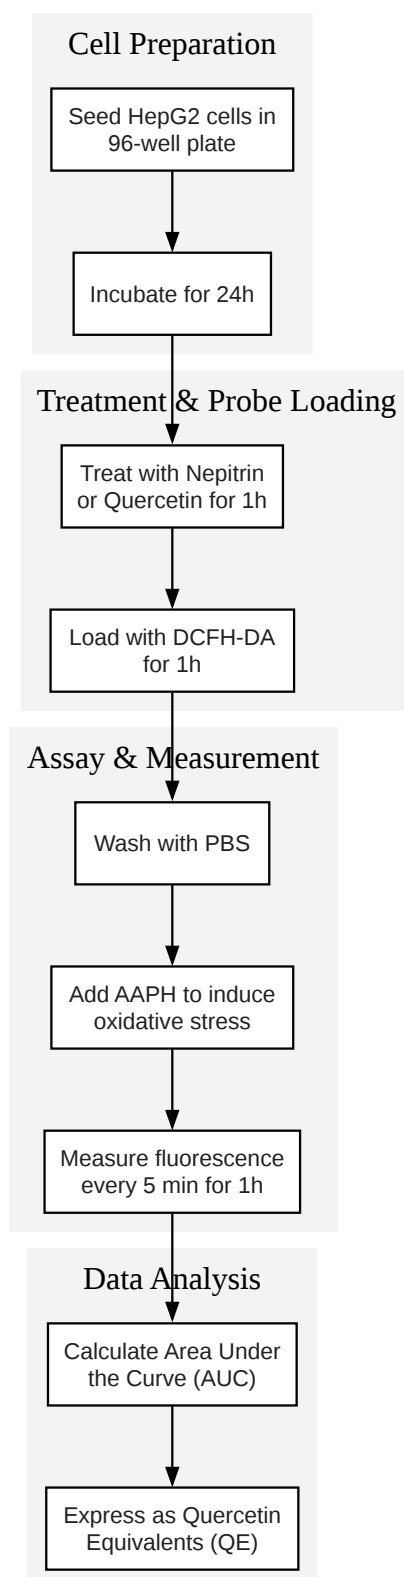 Cell Preparation
Seed HepG2 cells in
96-well plate
Incubate for 24h
Treatment & Probe Loading
Treat with Nepitrin
or Quercetin for 1h
Load with DCFH-DA
for 1h
Assay & Measurement
Wash with PBS
Add AAPH to induce
oxidative stress
Measure fluorescence
every 5 min for 1h
Data Analysis
Calculate Area Under
the Curve (AUC)
Express as Quercetin
Equivalents (QE)